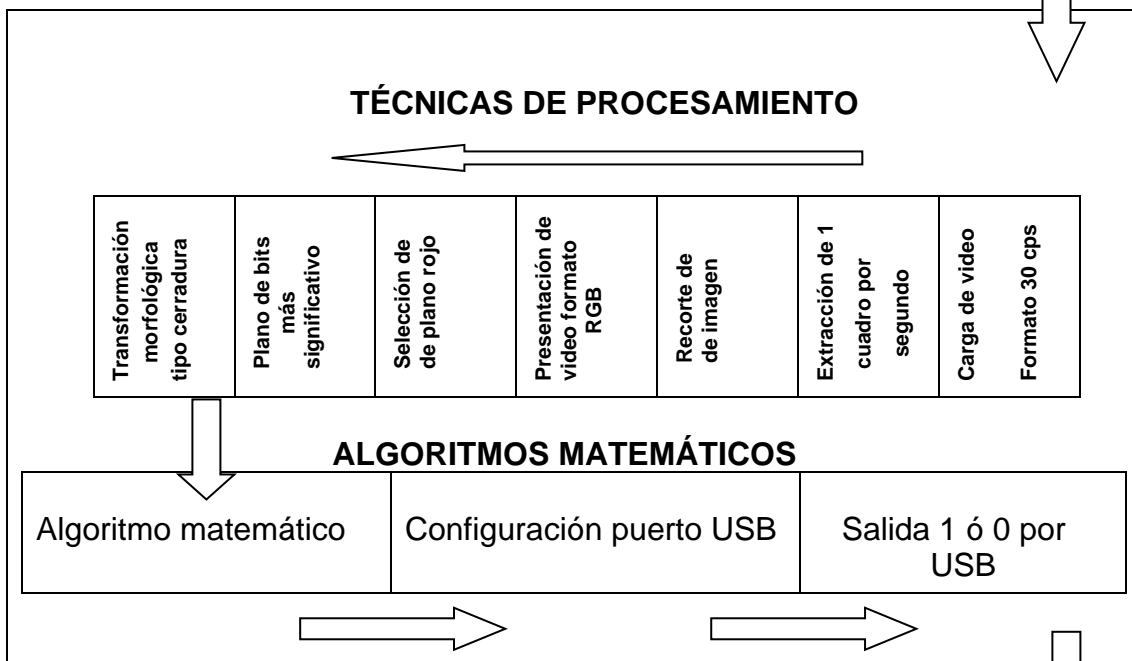 TÉCNICAS DE PROCESAMIENTO
Transformación
morfológica
tipo cerradura
Plano de bits
más
significativo
Selección de
de plano rojo
Presentación de
video formato
RGB
Recorte de
de imagen
Extracción de 1
cuadro por
segundo
Carga de video
Formato 30 cps
ALGORITMOS MATEMÁTICOS
Algoritmo matemático
Configuración puerto USB
Salida 1 ó 0 por
USB